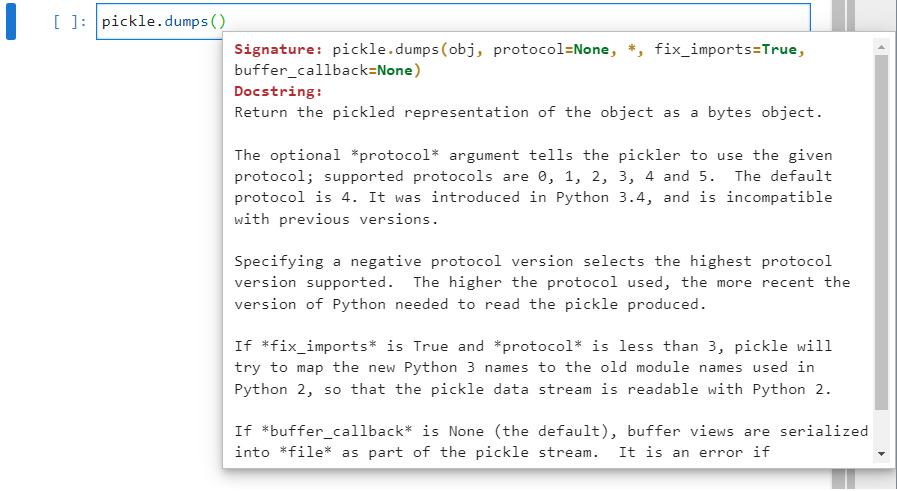 [ ]: pickle.dumps()
Signature: pickle.dumps(obj, protocol=None, *, fix_imports=True,
buffer_callback=None)
Docstring:
Return the pickled representation of the object as a bytes object.

The optional *protocol* argument tells the pickler to use the given
protocol; supported protocols are 0, 1, 2, 3, 4 and 5.  The default
protocol is 4. It was introduced in Python 3.4, and is incompatible
with previous versions.

Specifying a negative protocol version selects the highest protocol
version supported.  The higher the protocol used, the more recent the
version of Python needed to read the pickle produced.

If *fix_imports* is True and *protocol* is less than 3, pickle will
try to map the new Python 3 names to the old module names used in
Python 2, so that the pickle data stream is readable with Python 2.

If *buffer_callback* is None (the default), buffer views are serialized
into *file* as part of the pickle stream.  It is an error if